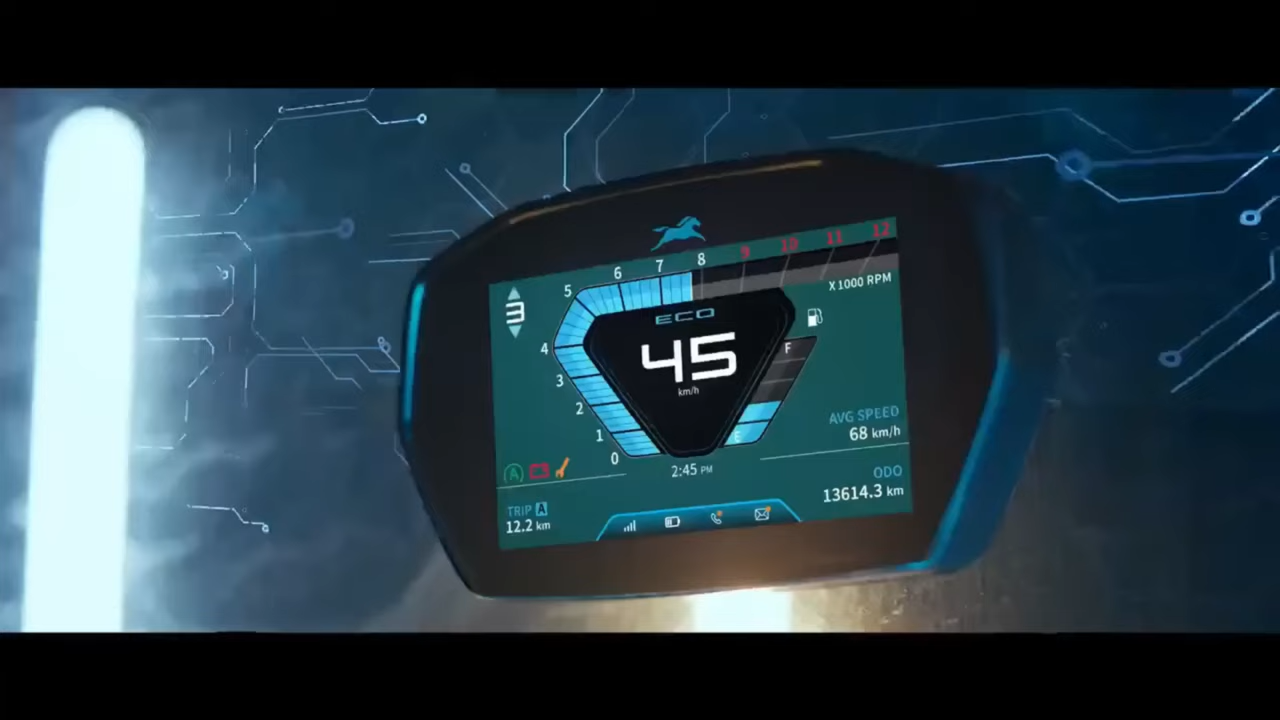 6 7 8 9 10 11 12
5
X1000 RPM
3
ECO
45
km/h
4
F
3
2
1
E
0
AVG SPEED
68 km/h
2:45 PM
A
TRIP A
12.2 km
ODO
13614.3 km